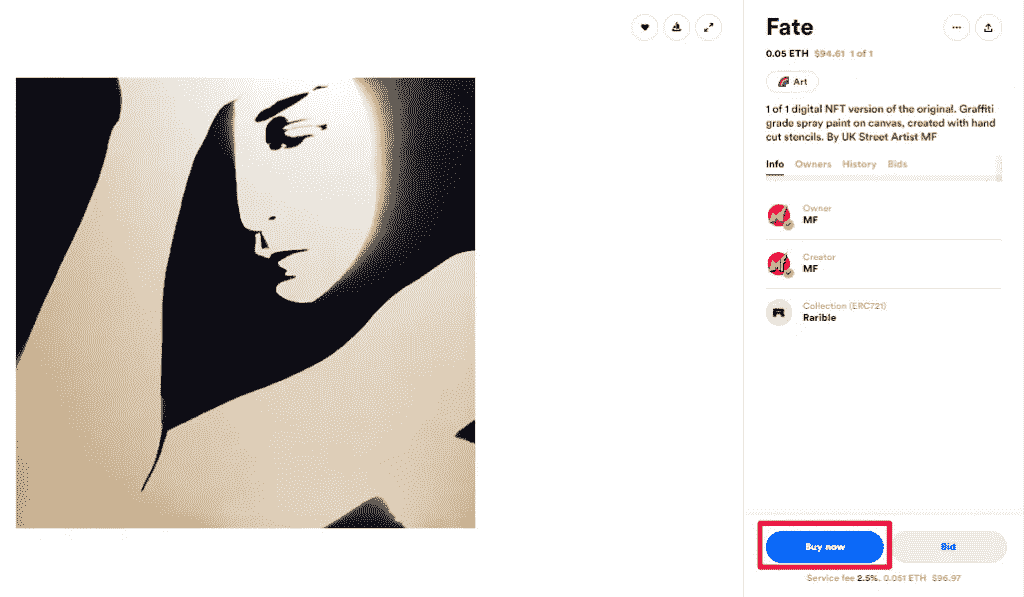 Fate
0.05 ETH $94.61 1 of 1
Art
1 of 1 digital NFT version of the original. Graffiti
grade spray paint on canvas, created with hand
cut stencils. By UK Street Artist MF
Info Owners History Bids
Owner
MF
Creator
MF
Collection (ERC721)
Rarible
Buy now Bid
Service fee 2.5%. 0.051 ETH $96.97